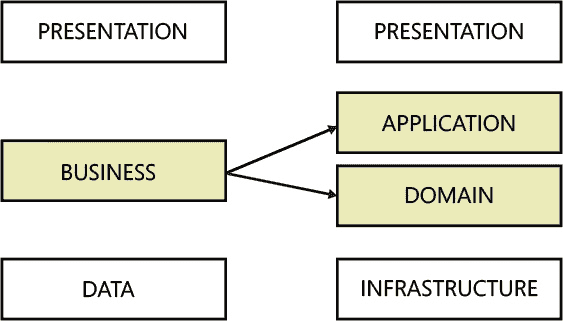 PRESENTATION
BUSINESS
DATA
PRESENTATION
APPLICATION
DOMAIN
INFRASTRUCTURE